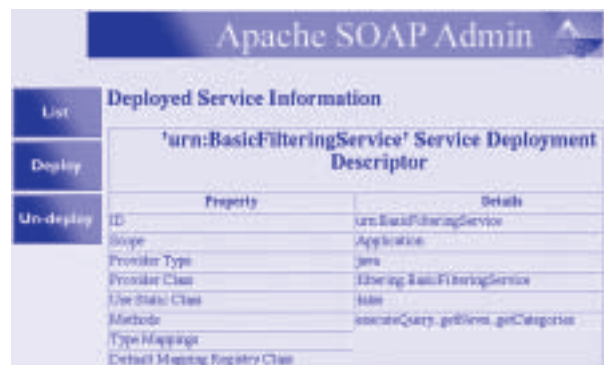 Apache SOAP Admin
List
Deploy
Un-deploy
Deployed Service Information
'urn:BasicFilteringService' Service Deployment
Descriptor
Property Details
ID urn:BasicFilteringService
Scope Application
Provider Type java
Provider Class filtering.BasicFilteringService
Use Static Class false
Methods executeQuery, getNews, getCategories
Type Mappings
Default Mapping Registry Class